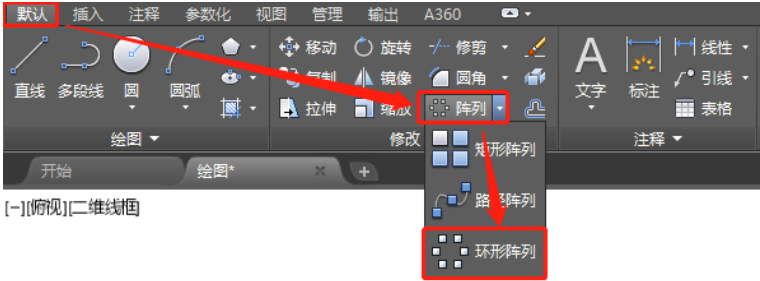 默认 插入 注释 参数化 视图 管理 输出 A360
移动 旋转 修剪
直线 多段线 圆 圆弧 复制 镜像 圆角 文字 标注 线性
引线
拉伸 缩放 阵列 表格
绘图 修改 注释
矩形阵列
开始 绘图*
路径阵列
[-][俯视][二维线框]
环形阵列